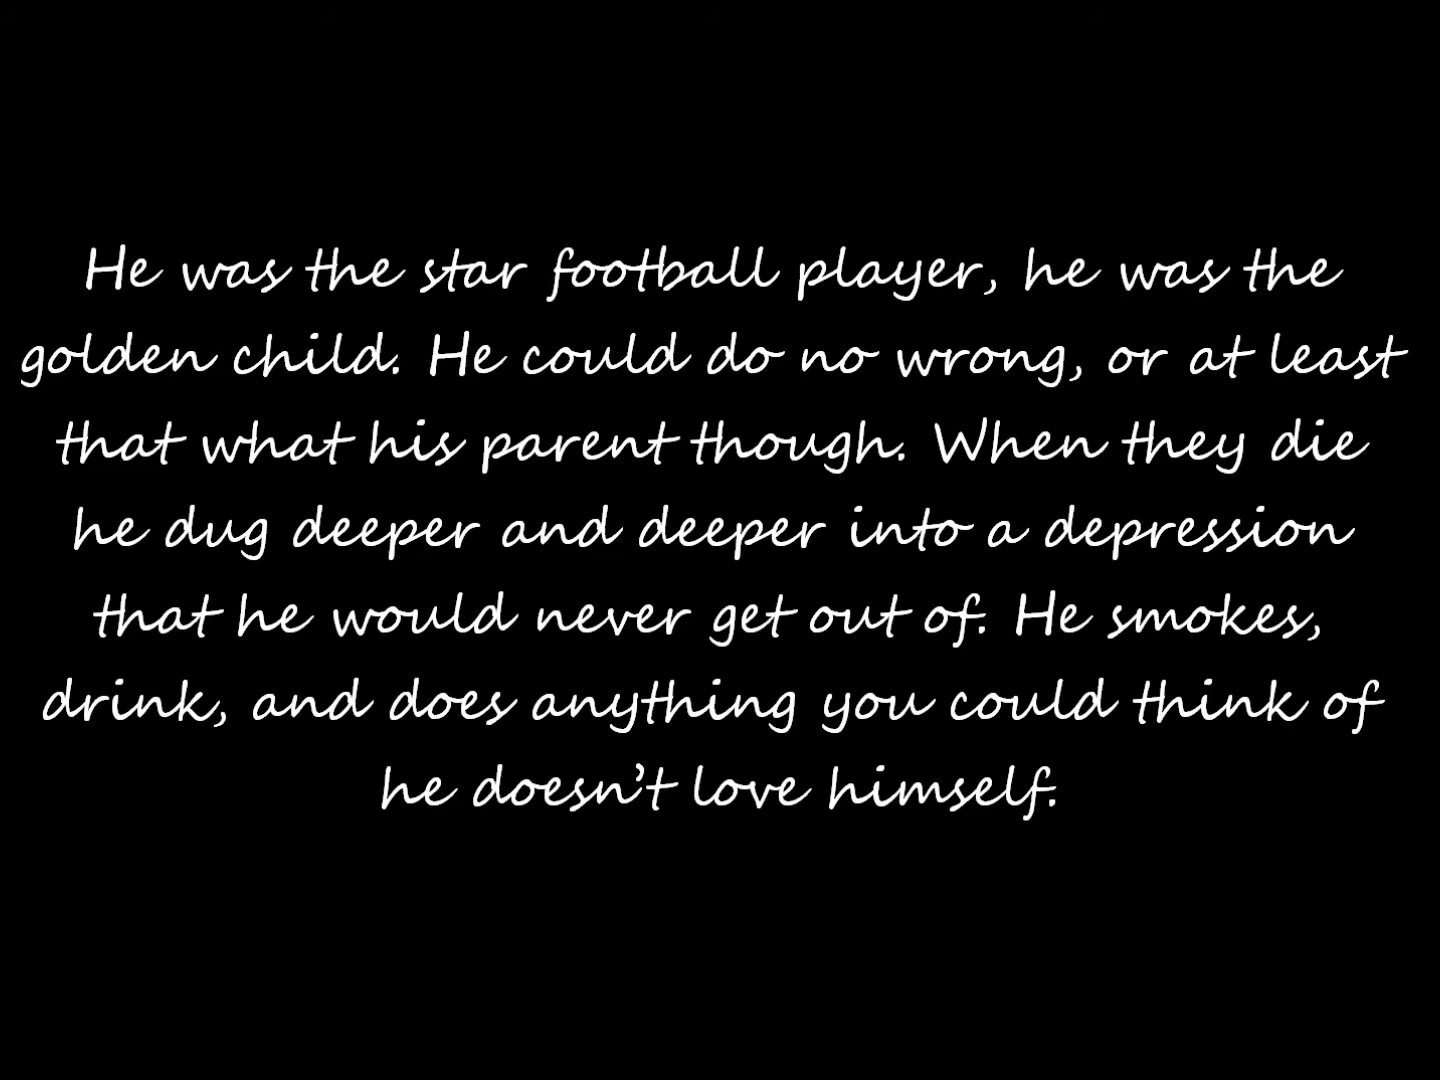 He was the star football player, he was the
golden child. He could do no wrong, or at least
that what his parent though. When they die
he dug deeper and deeper into a depression
that he would never get out of. He smokes,
drink, and does anything you could think of
he doesn't love himself.